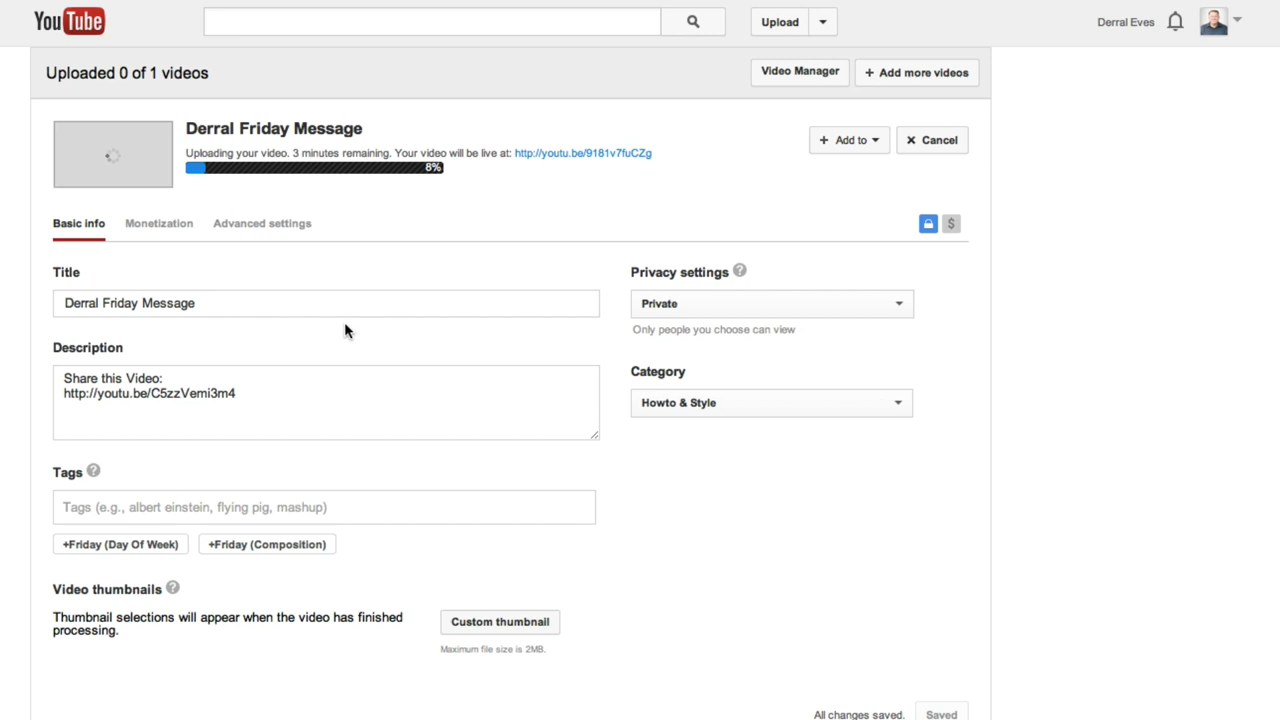 YouTube
Upload
Derral Eves
Uploaded 0 of 1 videos
Video Manager
+ Add more videos
Derral Friday Message
Uploading your video. 3 minutes remaining. Your video will be live at: http://youtu.be/9181v7fuCZg
8%
+ Add to
× Cancel
Basic info
Monetization
Advanced settings
$
Title
Privacy settings ?
Derral Friday Message
Private
Only people you choose can view
Description
Category
Share this Video:
http://youtu.be/C5zzVemi3m4
Howto & Style
Tags ?
Tags (e.g., albert einstein, flying pig, mashup)
+Friday (Day Of Week)
+Friday (Composition)
Video thumbnails ?
Thumbnail selections will appear when the video has finished
processing.
Custom thumbnail
Maximum file size is 2MB.
All changes saved.
Saved